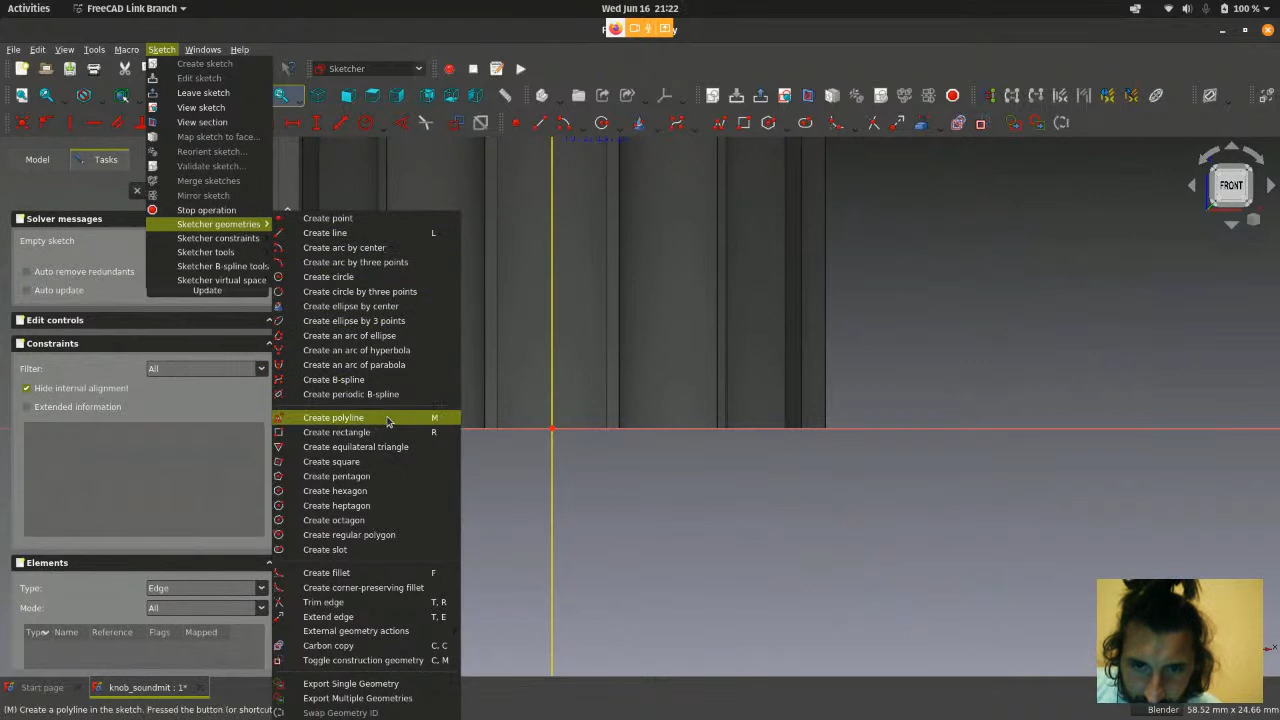 Activities
FreeCAD Link Branch
Wed Jun 16 21:22
100 %
File Edit View Tools Macro Sketch Windows Help
Sketcher
Create sketch
Edit sketch
Leave sketch
View sketch
View section
Map sketch to face...
Reorient sketch...
Validate sketch...
Merge sketches
Mirror sketch
Stop operation
Sketcher geometries
Sketcher constraints
Sketcher tools
Sketcher B-spline tools
Sketcher virtual space
Model Tasks
Solver messages
Empty sketch
Auto remove redundants
Auto update
Update
Edit controls
Constraints
Filter: All
Hide internal alignment
Extended information
Elements
Type: Edge
Mode: All
Type Name Reference Flags Mapped
Create point
Create line L
Create arc by center
Create arc by three points
Create circle
Create circle by three points
Create ellipse by center
Create ellipse by 3 points
Create an arc of ellipse
Create an arc of hyperbola
Create an arc of parabola
Create B-spline
Create periodic B-spline
Create polyline M
Create rectangle R
Create equilateral triangle
Create square
Create pentagon
Create hexagon
Create heptagon
Create octagon
Create regular polygon
Create slot
Create fillet F
Create corner-preserving fillet
Trim edge T, R
Extend edge T, E
External geometry actions
Carbon copy C, C
Toggle construction geometry C, M
Export Single Geometry
Export Multiple Geometries
Swap Geometry ID
FRONT
Start page
knob_soundmit : 1*
(M) Create a polyline in the sketch. Pressed the button (or shortcut
Blender 58.52 mm x 24.66 mm